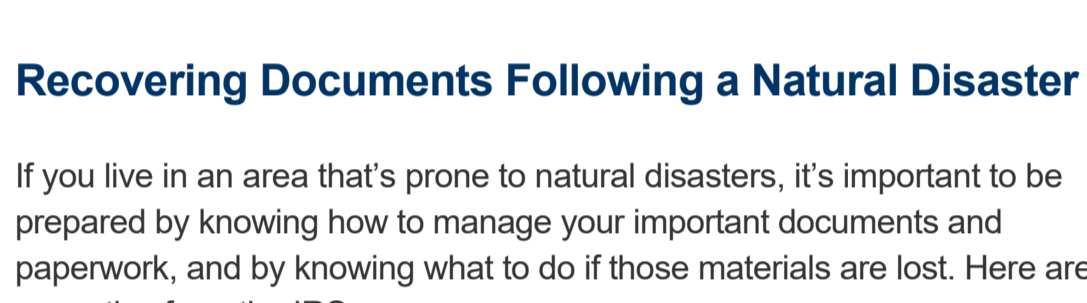 Recovering Documents Following a Natural Disaster
If you live in an area that’s prone to natural disasters, it’s important to be
prepared by knowing how to manage your important documents and
paperwork, and by knowing what to do if those materials are lost. Here are